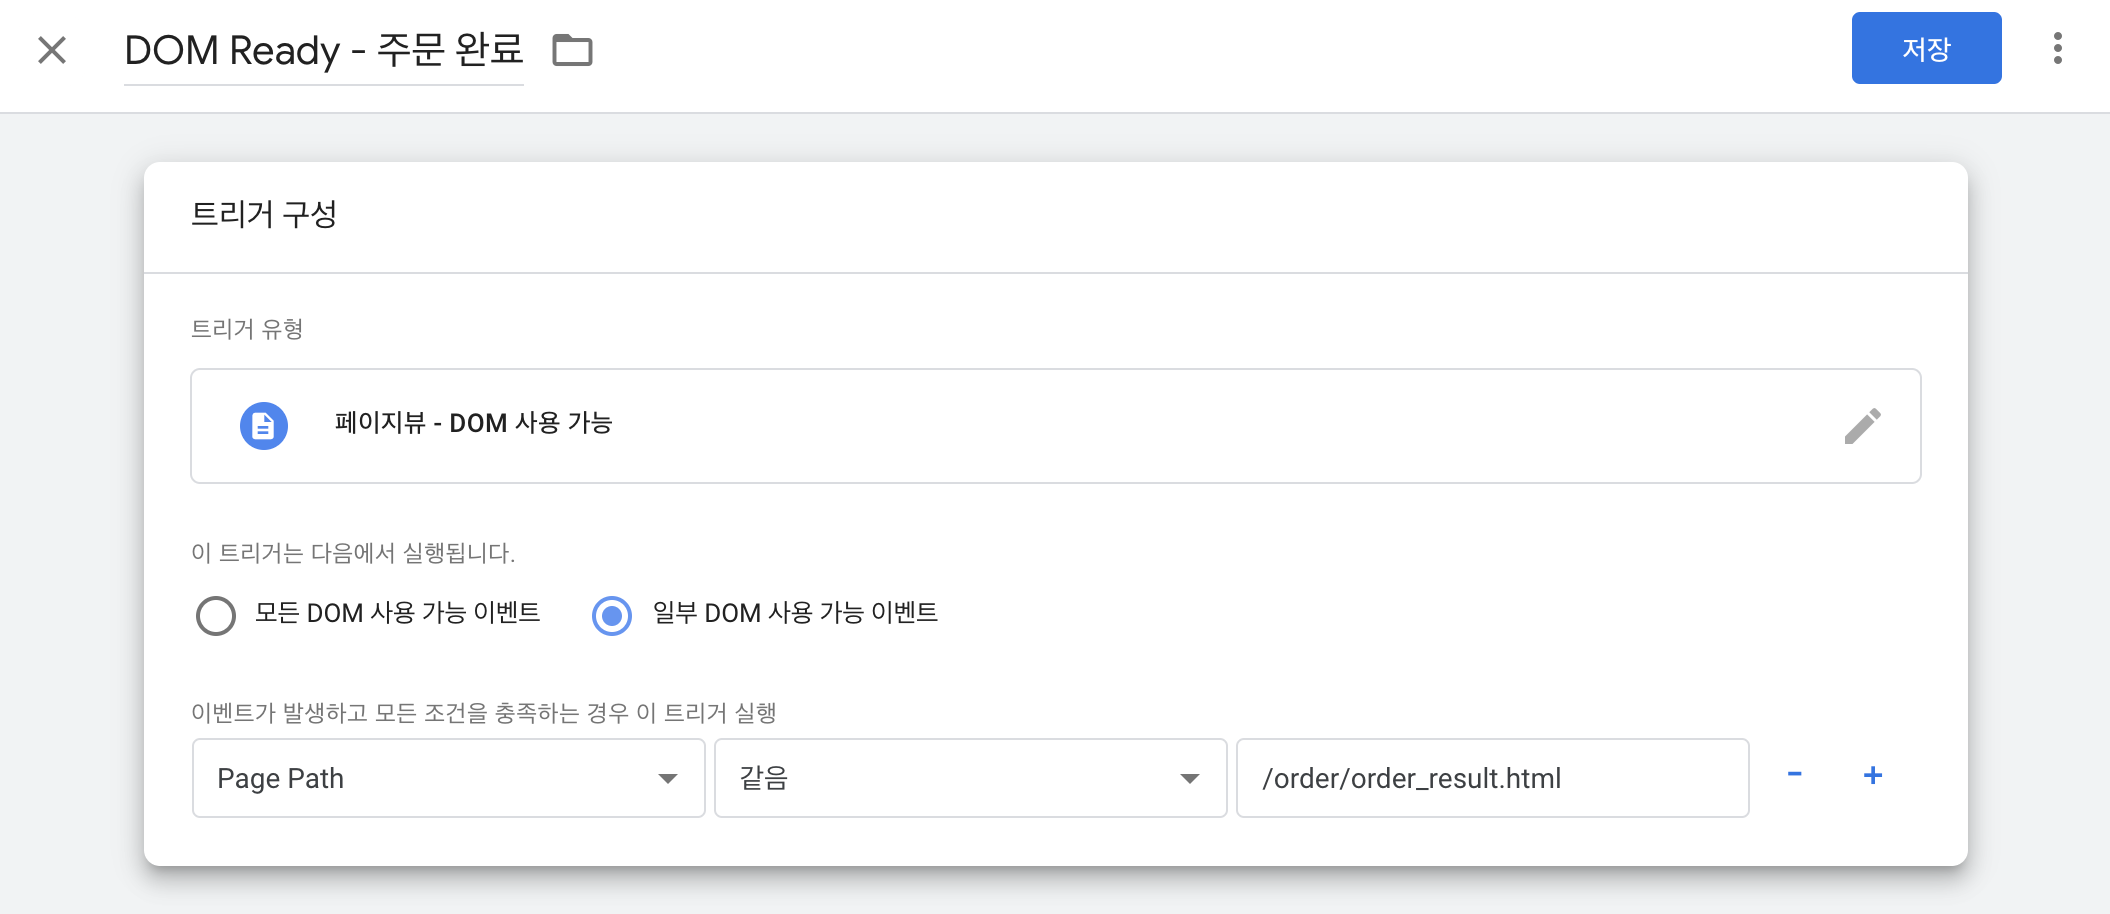 DOM Ready - 주문 완료
저장
트리거 구성
트리거 유형
페이지뷰 - DOM 사용 가능
이 트리거는 다음에서 실행됩니다.
모든 DOM 사용 가능 이벤트
일부 DOM 사용 가능 이벤트
이벤트가 발생하고 모든 조건을 충족하는 경우 이 트리거 실행
Page Path
같음
/order/order_result.html
- +